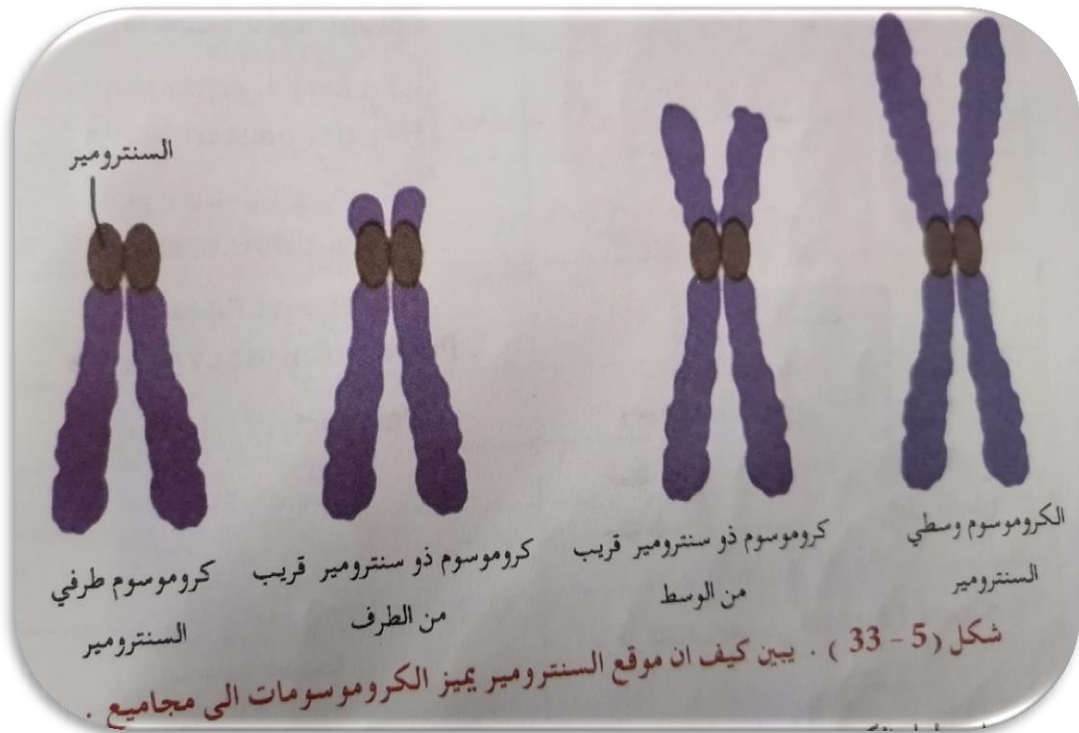 السنترومير
الكروموسوم وسطي
السنترومير
كروموسوم ذو سنترومير قريب
من الوسط
كروموسوم ذو سنترومير قريب
من الطرف
كروموسوم طرفي
السنترومير
شكل (5 - 33) . يبين كيف ان موقع السنترومير يميز الكروموسومات الى مجاميع .